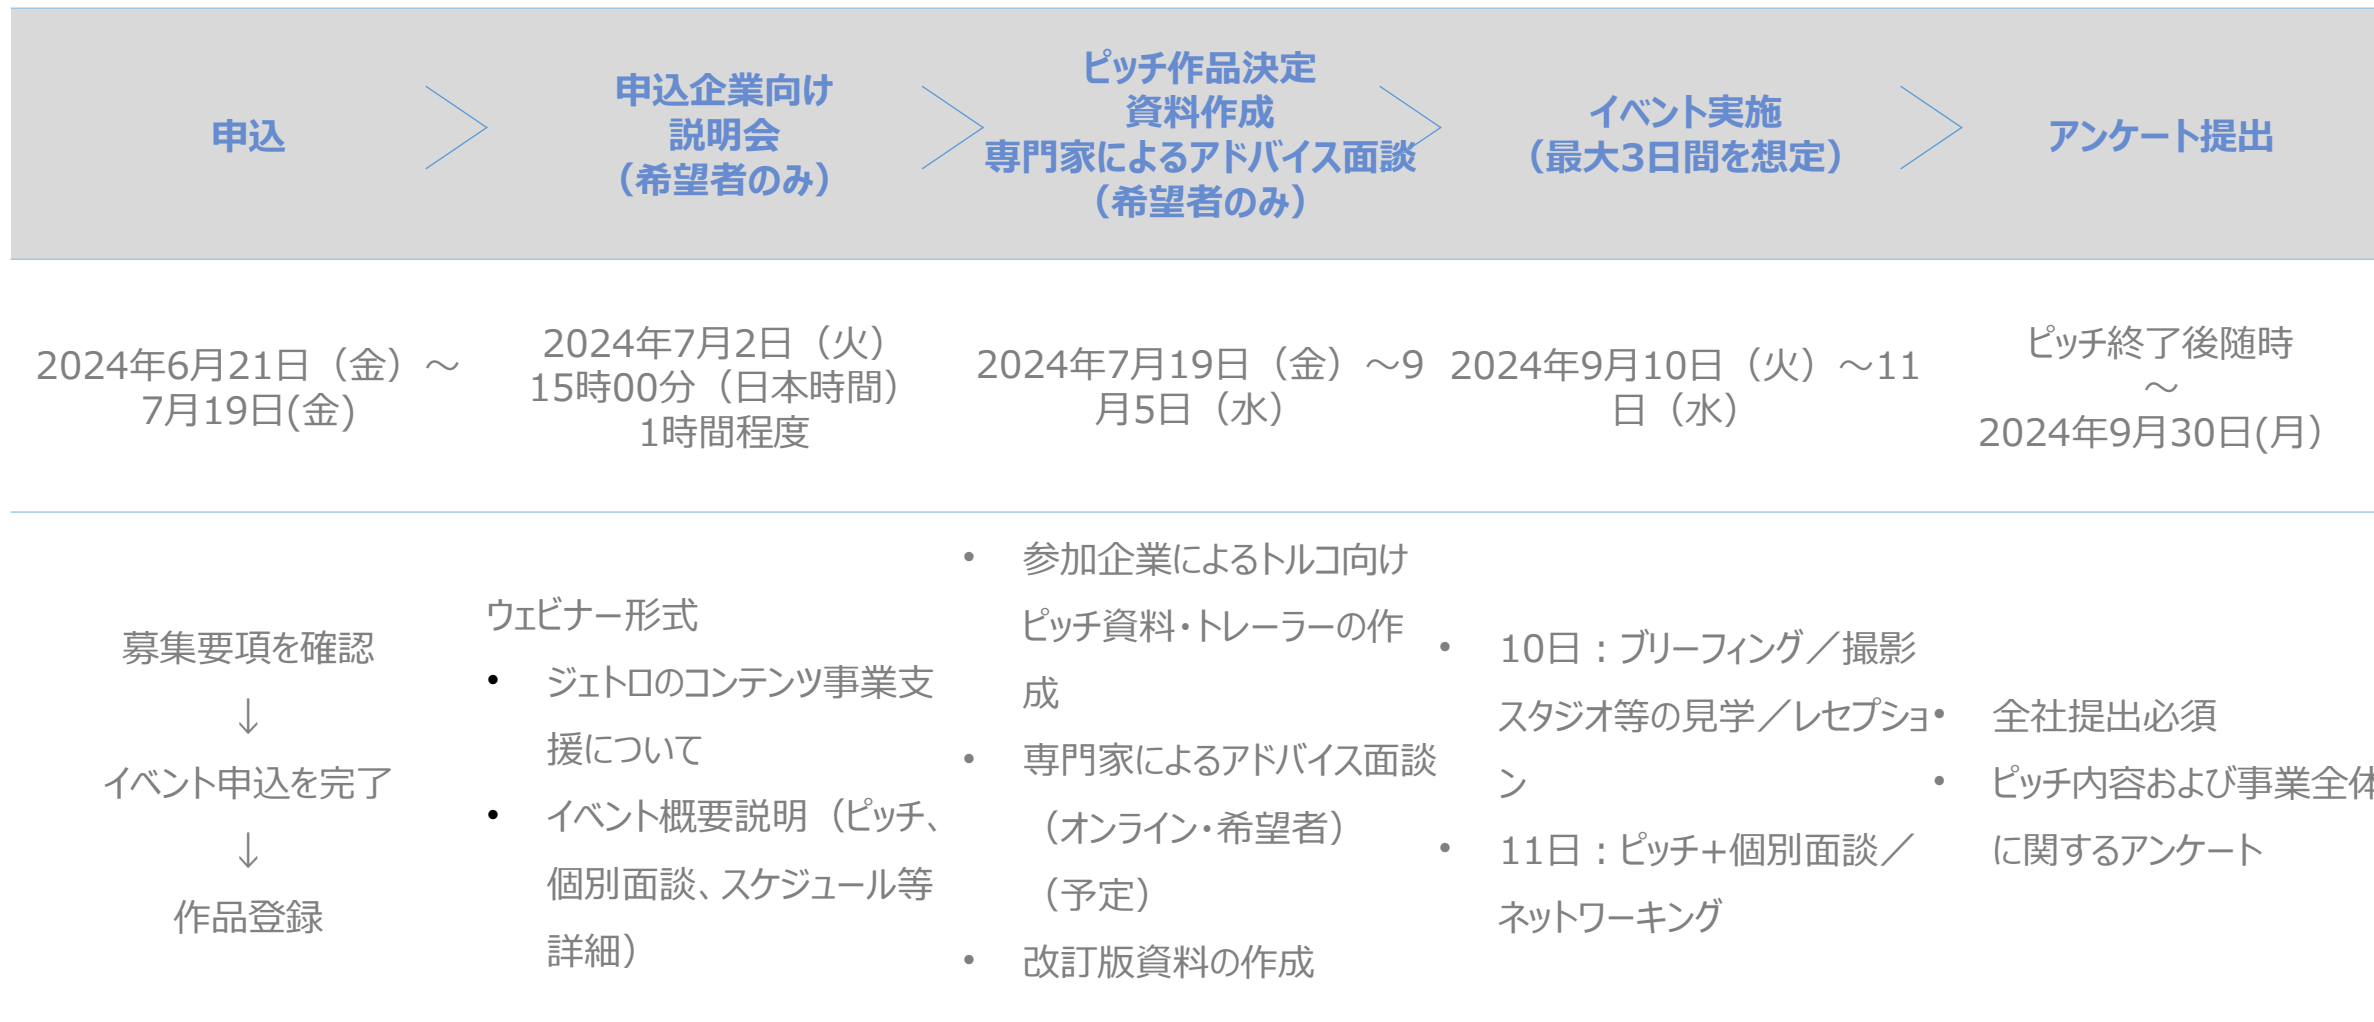 申込
申込企業向け
説明会
（希望者のみ）
ピッチ作品決定
資料作成
専門家によるアドバイス面談
（希望者のみ）
イベント実施
（最大3日間を想定）
アンケート提出
2024年6月21日（金）～
7月19日(金)
2024年7月2日（火）
15時00分（日本時間）
1時間程度
2024年7月19日（金）～9
月5日（水）
2024年9月10日（火）～11
日（水）
ピッチ終了後随時
～
2024年9月30日(月）
募集要項を確認
↓
イベント申込を完了
↓
作品登録
ウェビナー形式
• ジェトロのコンテンツ事業支
援について
• イベント概要説明（ピッチ、
個別面談、スケジュール等
詳細）
• 参加企業によるトルコ向け
ピッチ資料・トレーラーの作
成
• 専門家によるアドバイス面談
（オンライン・希望者）
（予定）
• 改訂版資料の作成
• 10日：ブリーフィング／撮影
スタジオ等の見学／レセプショ
ン
• 11日：ピッチ+個別面談／
ネットワーキング
• 全社提出必須
• ピッチ内容および事業全体
に関するアンケート